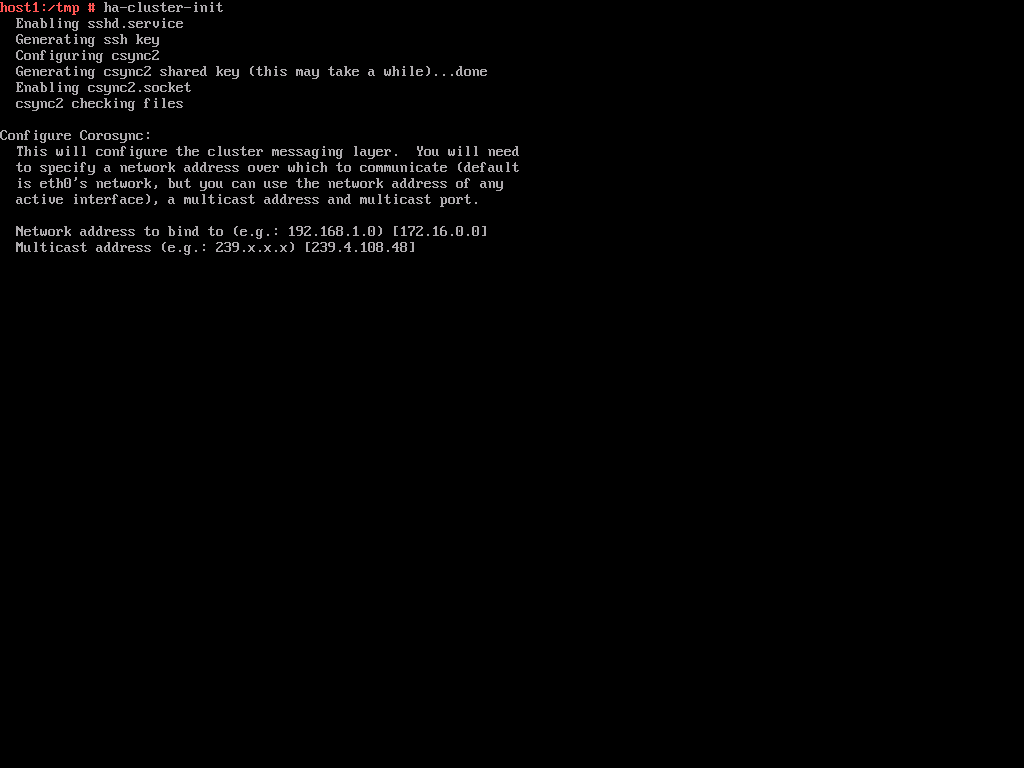 host1:/tmp # ha-cluster-init
Enabling sshd.service
Generating ssh key
Configuring csync2
Generating csync2 shared key (this may take a while)...done
Enabling csync2.socket
csync2 checking files
Configure Corosync:
This will configure the cluster messaging layer.  You will need
to specify a network address over which to communicate (default
is eth0's network, but you can use the network address of any
active interface), a multicast address and multicast port.
Network address to bind to (e.g.: 192.168.1.0) [172.16.0.0]
Multicast address (e.g.: 239.x.x.x) [239.4.108.48]